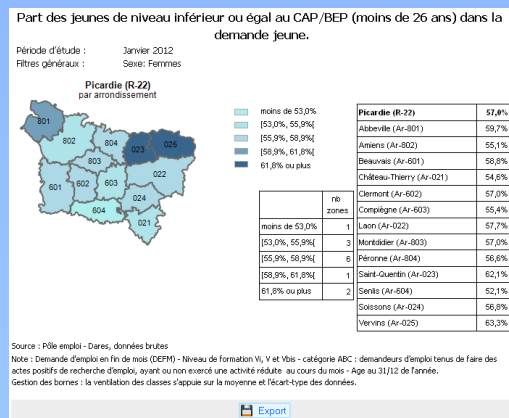 Part des jeunes de niveau inférieur ou égal au CAP/BEP (moins de 26 ans) dans la
demande jeune.
Période d'étude : Janvier 2012
Filtres généraux : Sexe: Femmes
Picardie (R-22)
par arrondissement
801
802
804
023
026
803
022
601
602
603
024
604
021
moins de 53,0%
[53,0%, 55,9%[
[55,9%, 58,9%[
[58,9%, 61,8%[
61,8% ou plus
nb
zones
moins de 53,0% 1
[53,0%, 55,9%[ 3
[55,9%, 58,9%[ 6
[58,9%, 61,8%[ 1
61,8% ou plus 2
Picardie (R-22) 57,0%
Abbeville (Ar-801) 59,7%
Amiens (Ar-802) 55,1%
Beauvais (Ar-601) 58,8%
Château-Thierry (Ar-021) 54,6%
Clermont (Ar-602) 57,0%
Compiègne (Ar-603) 55,4%
Laon (Ar-022) 57,7%
Montdidier (Ar-803) 57,0%
Péronne (Ar-804) 56,6%
Saint-Quentin (Ar-023) 62,1%
Senlis (Ar-604) 52,1%
Soissons (Ar-024) 56,8%
Vervins (Ar-025) 63,3%
Source : Pôle emploi - Dares, données brutes
Note : Demande d'emploi en fin de mois (DEFM) - Niveau de formation VI, V et Vbis - catégorie ABC : demandeurs d'emploi tenus de faire des
actes positifs de recherche d'emploi, ayant ou non exercé une activité réduite au cours du mois - Age au 31/12 de l'année.
Gestion des bornes : la ventilation des classes s'appuie sur la moyenne et l'écart-type des données.
Export